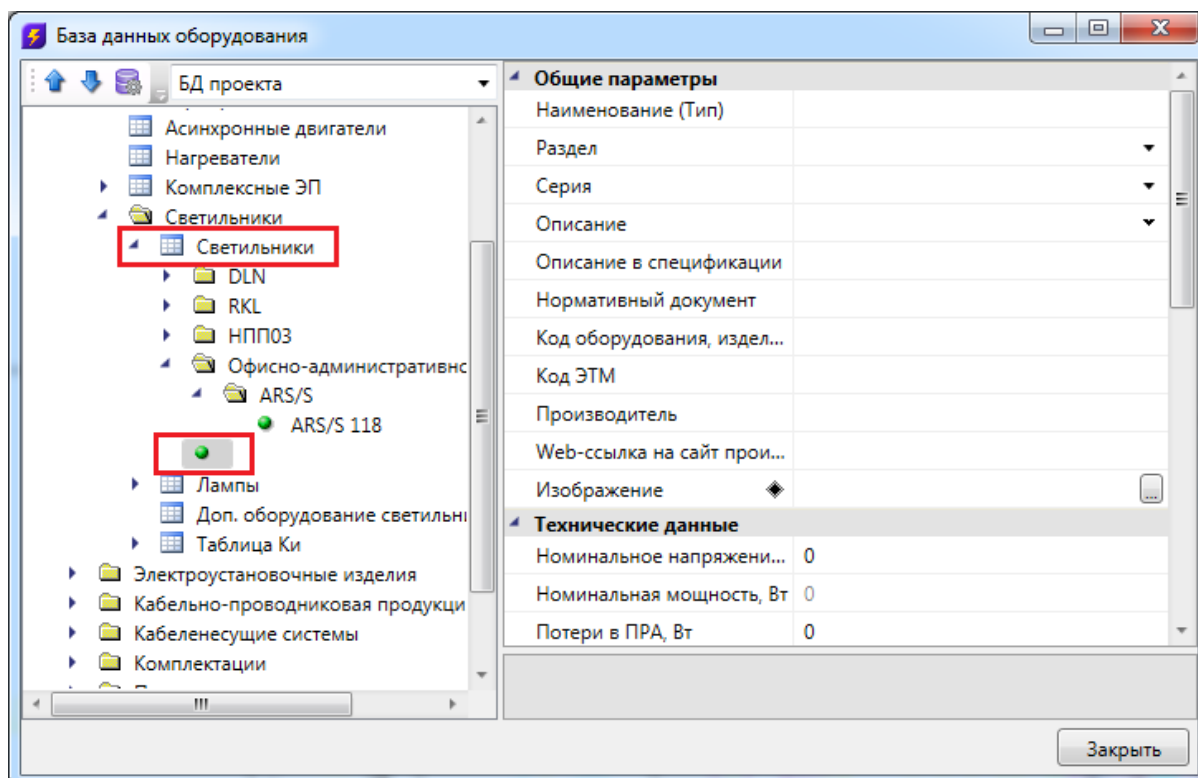 База данных оборудования
БД проекта
Асинхронные двигатели
Нагреватели
Комплексные ЭП
Светильники
Светильники
DLN
RKL
НПП03
Офисно-административнс
ARS/S
ARS/S 118
Лампы
Доп. оборудование светильн
Таблица Ки
Электроустановочные изделия
Кабельно-проводниковая продукци
Кабеленесущие системы
Комплектации
Общие параметры
Наименование (Тип)
Раздел
Серия
Описание
Описание в спецификации
Нормативный документ
Код оборудования, издел...
Код ЭТМ
Производитель
Web-ссылка на сайт прои...
Изображение
...
Технические данные
Номинальное напряжени... 0
Номинальная мощность, Вт 0
Потери в ПРА, Вт 0
Закрыть